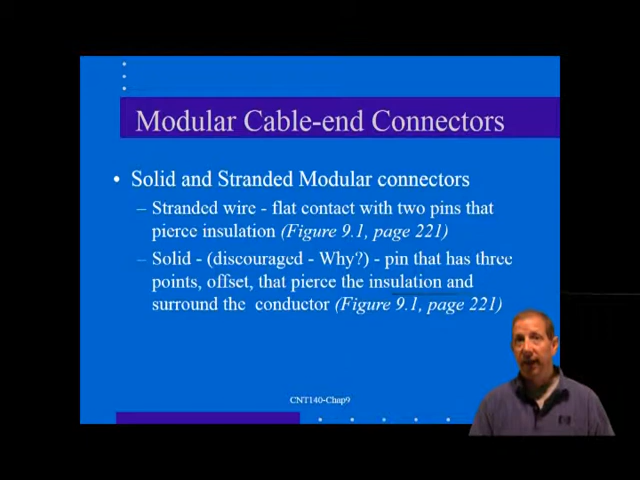 Modular Cable-end Connectors
• Solid and Stranded Modular connectors
– Stranded wire - flat contact with two pins that
pierce insulation (Figure 9.1, page 221)
– Solid - (discouraged - Why?) - pin that has three
points, offset, that pierce the insulation and
surround the conductor (Figure 9.1, page 221)
CNT140-Chap9